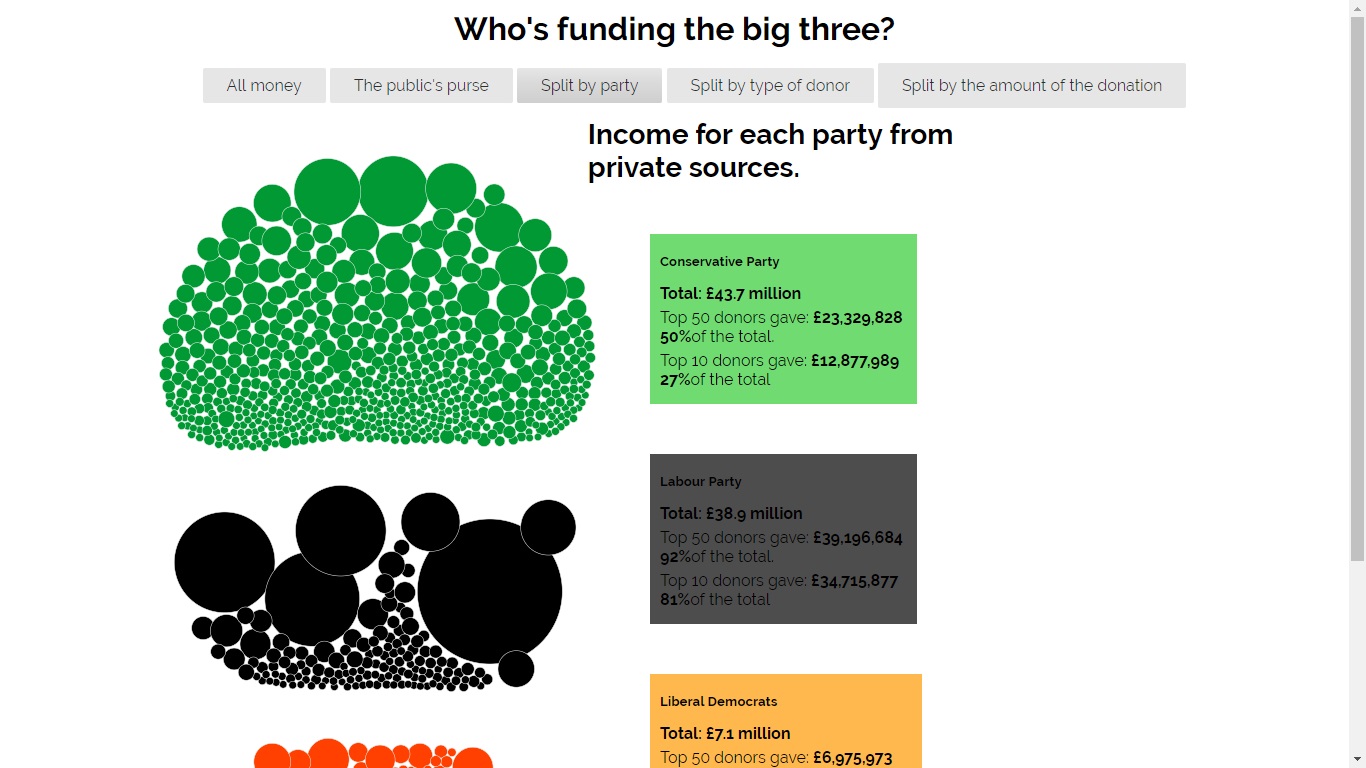 Who's funding the big three?
All money
The public's purse
Split by party
Split by type of donor
Split by the amount of the donation
Income for each party from
private sources.
Conservative Party
Total: £43.7 million
Top 50 donors gave: £23,329,828
50%of the total.
Top 10 donors gave: £12,877,989
27%of the total
Labour Party
Total: £38.9 million
Top 50 donors gave: £39,196,684
92%of the total.
Top 10 donors gave: £34,715,877
81%of the total
Liberal Democrats
Total: £7.1 million
Top 50 donors gave: £6,975,973